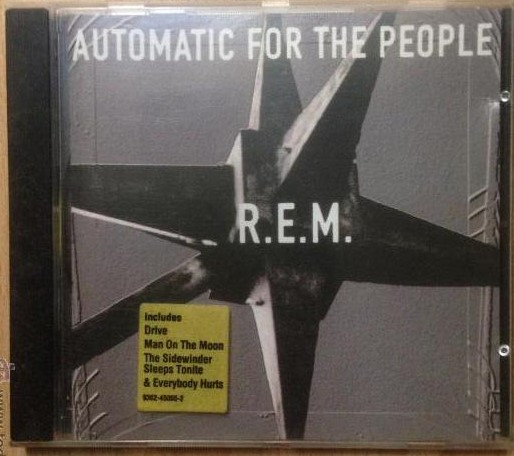 AUTOMATIC FOR THE PEOPLE
R.E.M.
Includes
Drive
Man On The Moon
The Sidewinder
Sleeps Tonite
& Everybody Hurts
9362-45055-2